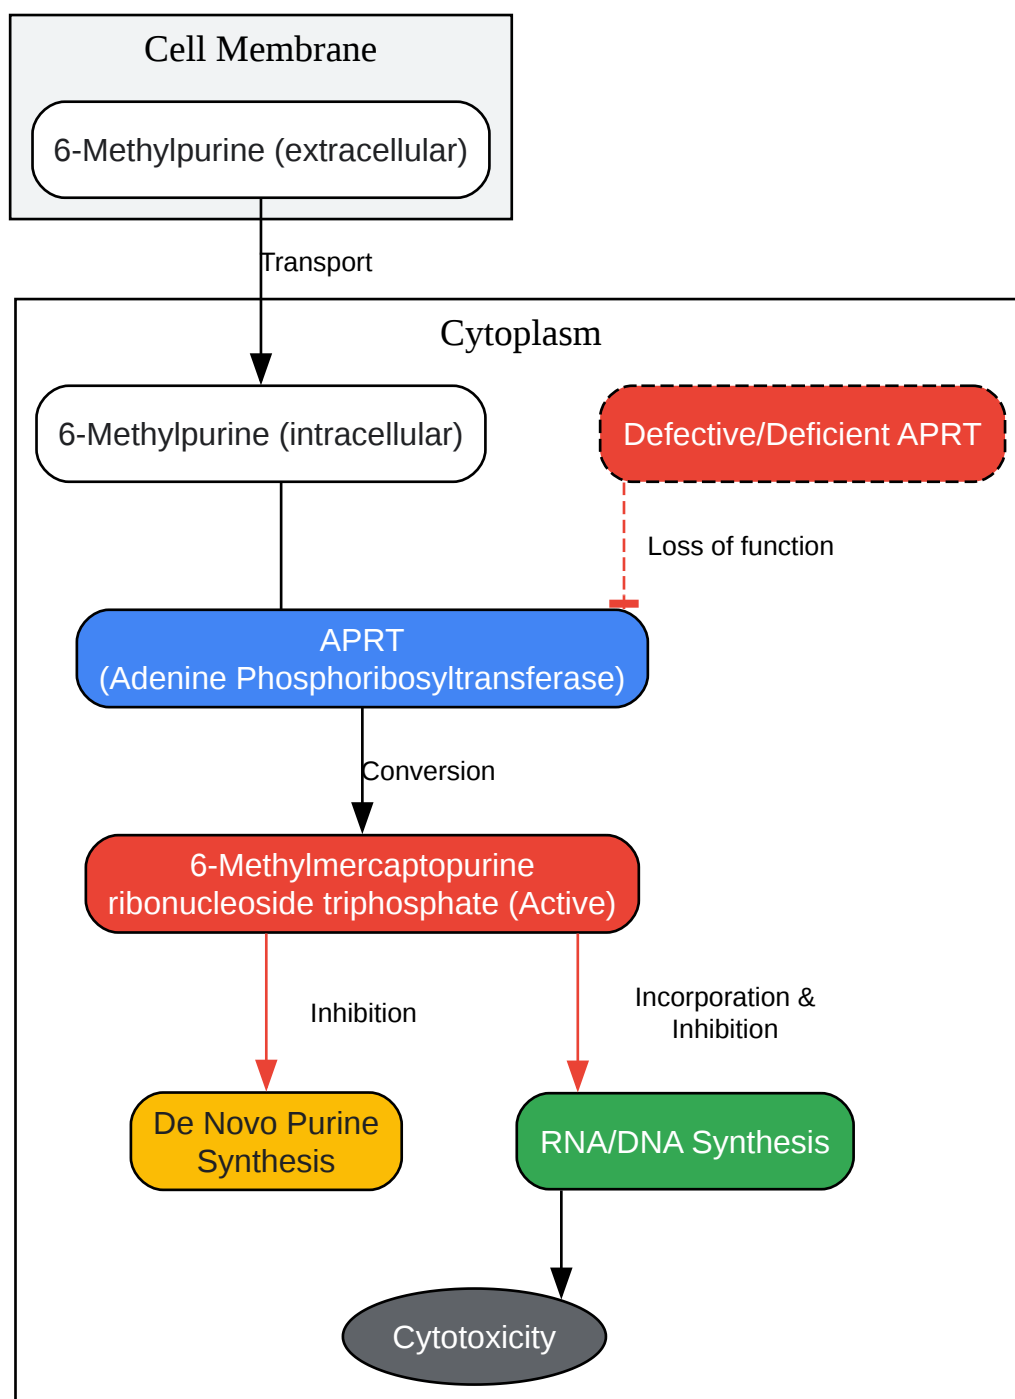 Cell Membrane
6-Methylpurine (extracellular)
Transport
Cytoplasm
6-Methylpurine (intracellular)
Defective/Deficient APRT
Loss of function
APRT
(Adenine Phosphoribosyltransferase)
Conversion
6-Methylmercaptopurine
ribonucleoside triphosphate (Active)
Inhibition
Incorporation &
Inhibition
De Novo Purine
Synthesis
RNA/DNA Synthesis
Cytotoxicity